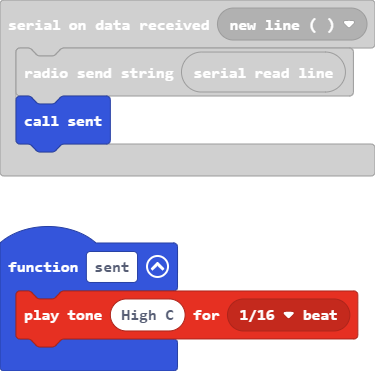 serial on data received new line ( )
radio send string serial read line
call sent
function sent
play tone High C for 1/16 beat